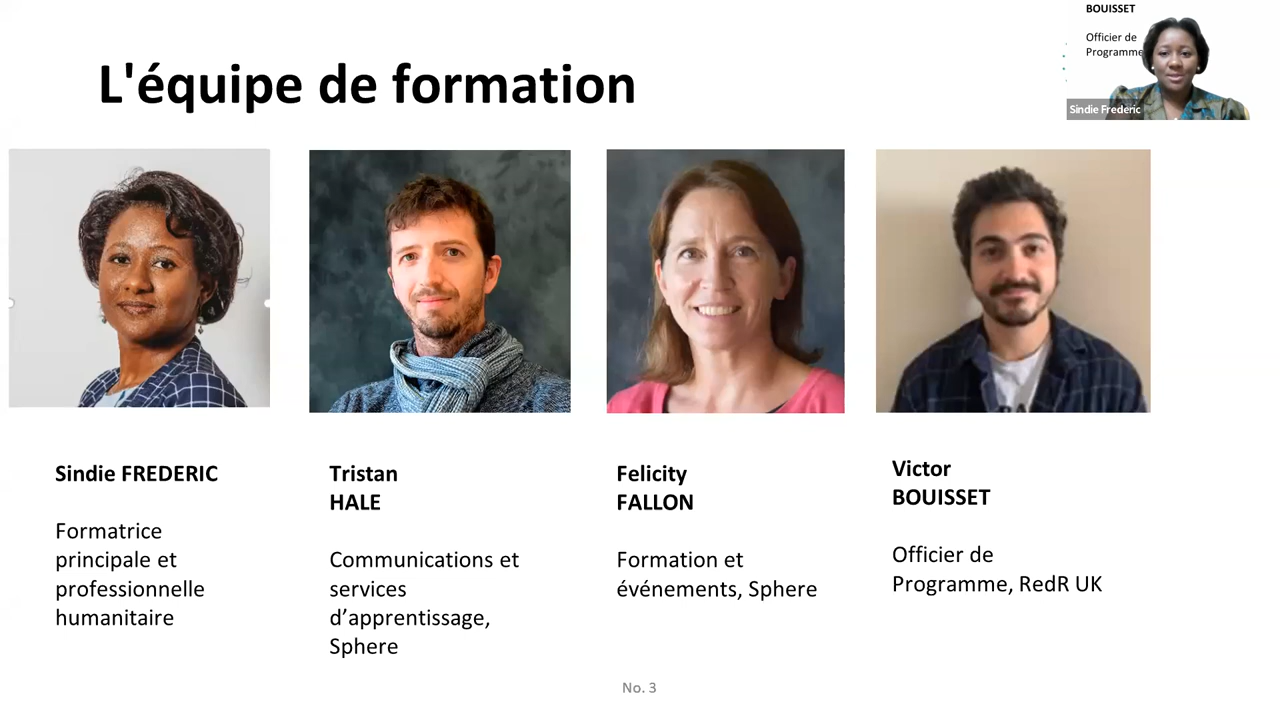 L'équipe de formation
BOUISSET
Officier de
Programme
Sindie Frederic
Sindie FREDERIC
Formatrice
principale et
professionnelle
humanitaire
Tristan
HALE
Communications et
services
d’apprentissage,
Sphere
Felicity
FALLON
Formation et
événements, Sphere
Victor
BOUISSET
Officier de
Programme, RedR UK
No. 3